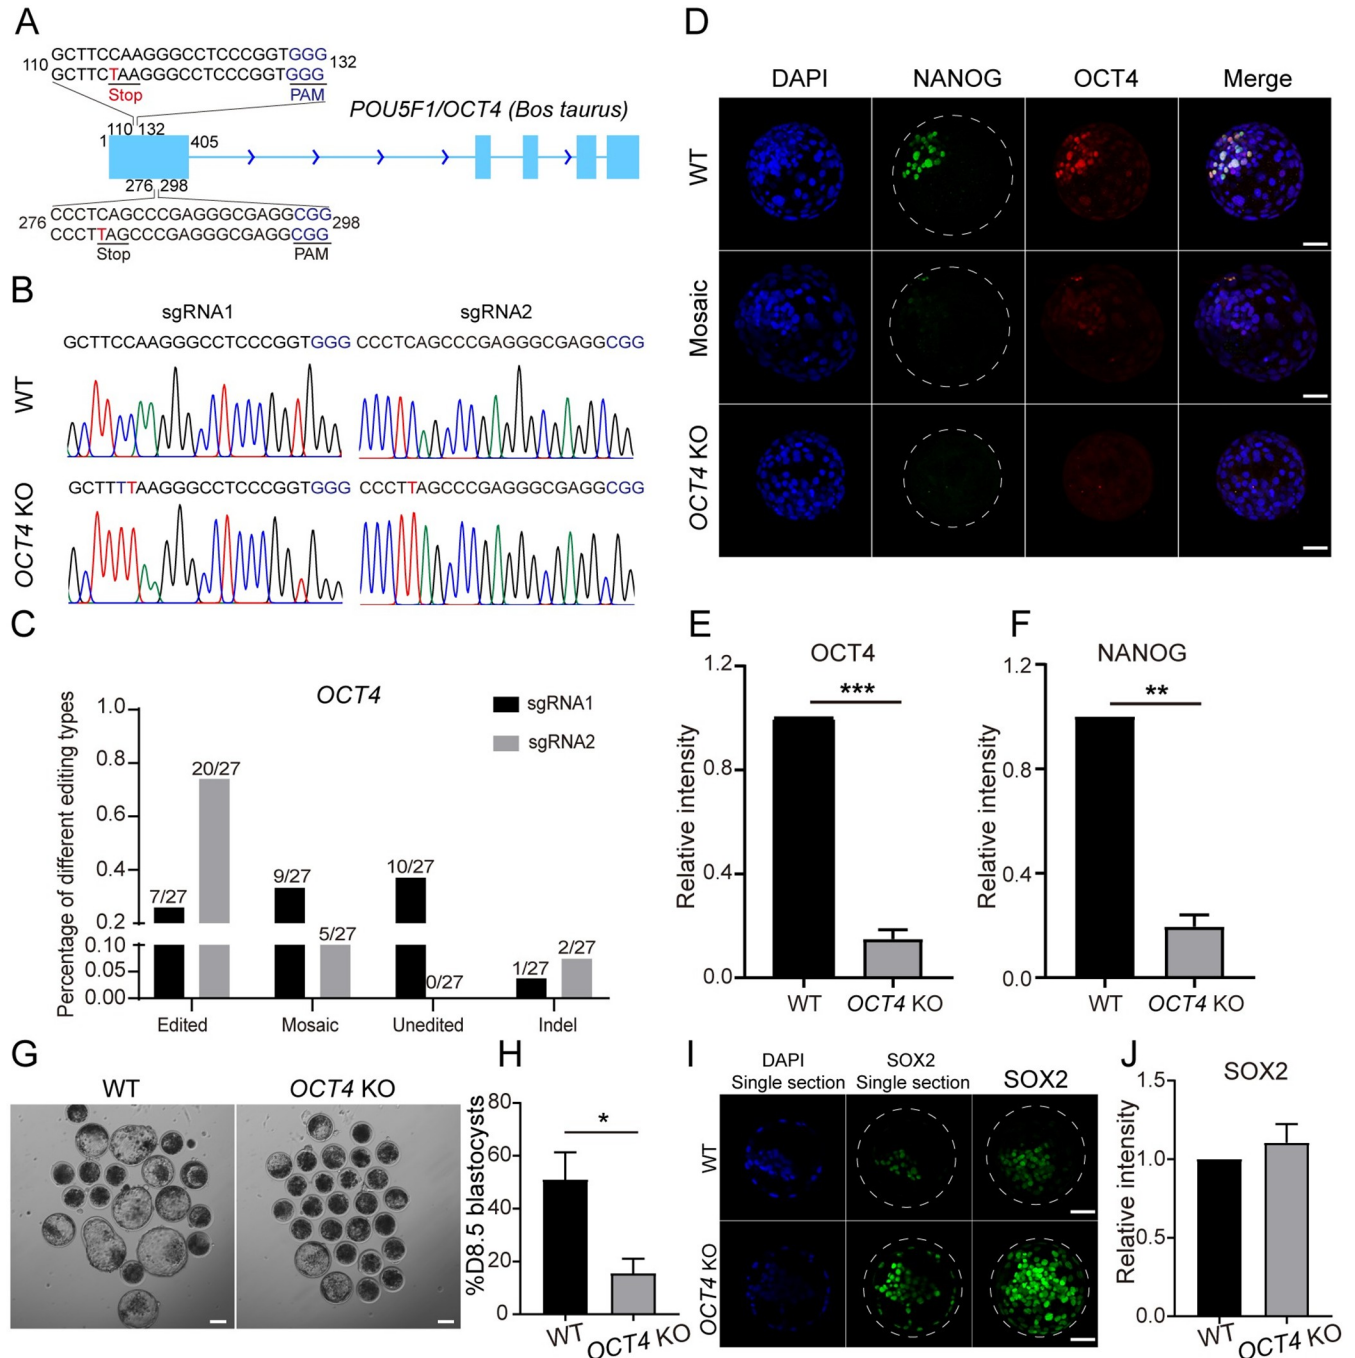 A
110 GCTTCCAAGGGCCTCCCGGTGGG 132
GCTTCTAAGGGCCTCCCGGTGGG
Stop PAM
POU5F1/OCT4 (Bos taurus)
110 132
1 405
276 298
276 CCCTCAGCCCGAGGGCGAGGCGG 298
CCCTTAGCCCGAGGGCGAGGCGG
Stop PAM
B
sgRNA1 sgRNA2
GCTTCCAAGGGCCTCCCGGTGGG CCCTCAGCCCGAGGGCGAGGCGG
WT
GCTTTTAAGGGCCTCCCGGTGGG CCCTTAGCCCGAGGGCGAGGCGG
OCT4 KO
C
OCT4
sgRNA1
sgRNA2
Percentage of different editing types
1.0
0.8
0.6
0.4
0.2
0.10
0.05
0.00
7/27
20/27
9/27
5/27
10/27
0/27
1/27
2/27
Edited Mosaic Unedited Indel
D
DAPI NANOG OCT4 Merge
WT
Mosaic
OCT4 KO
E
OCT4
***
Relative intensity
1.2
0.8
0.4
0.0
WT OCT4 KO
F
NANOG
**
Relative intensity
1.2
0.8
0.4
0.0
WT OCT4 KO
G
WT OCT4 KO
H
*
%D8.5 blastocysts
80
60
40
20
0
WT OCT4 KO
I
DAPI SOX2
Single section Single section SOX2
WT
OCT4 KO
J
SOX2
Relative intensity
1.5
1.0
0.5
0.0
WT OCT4 KO